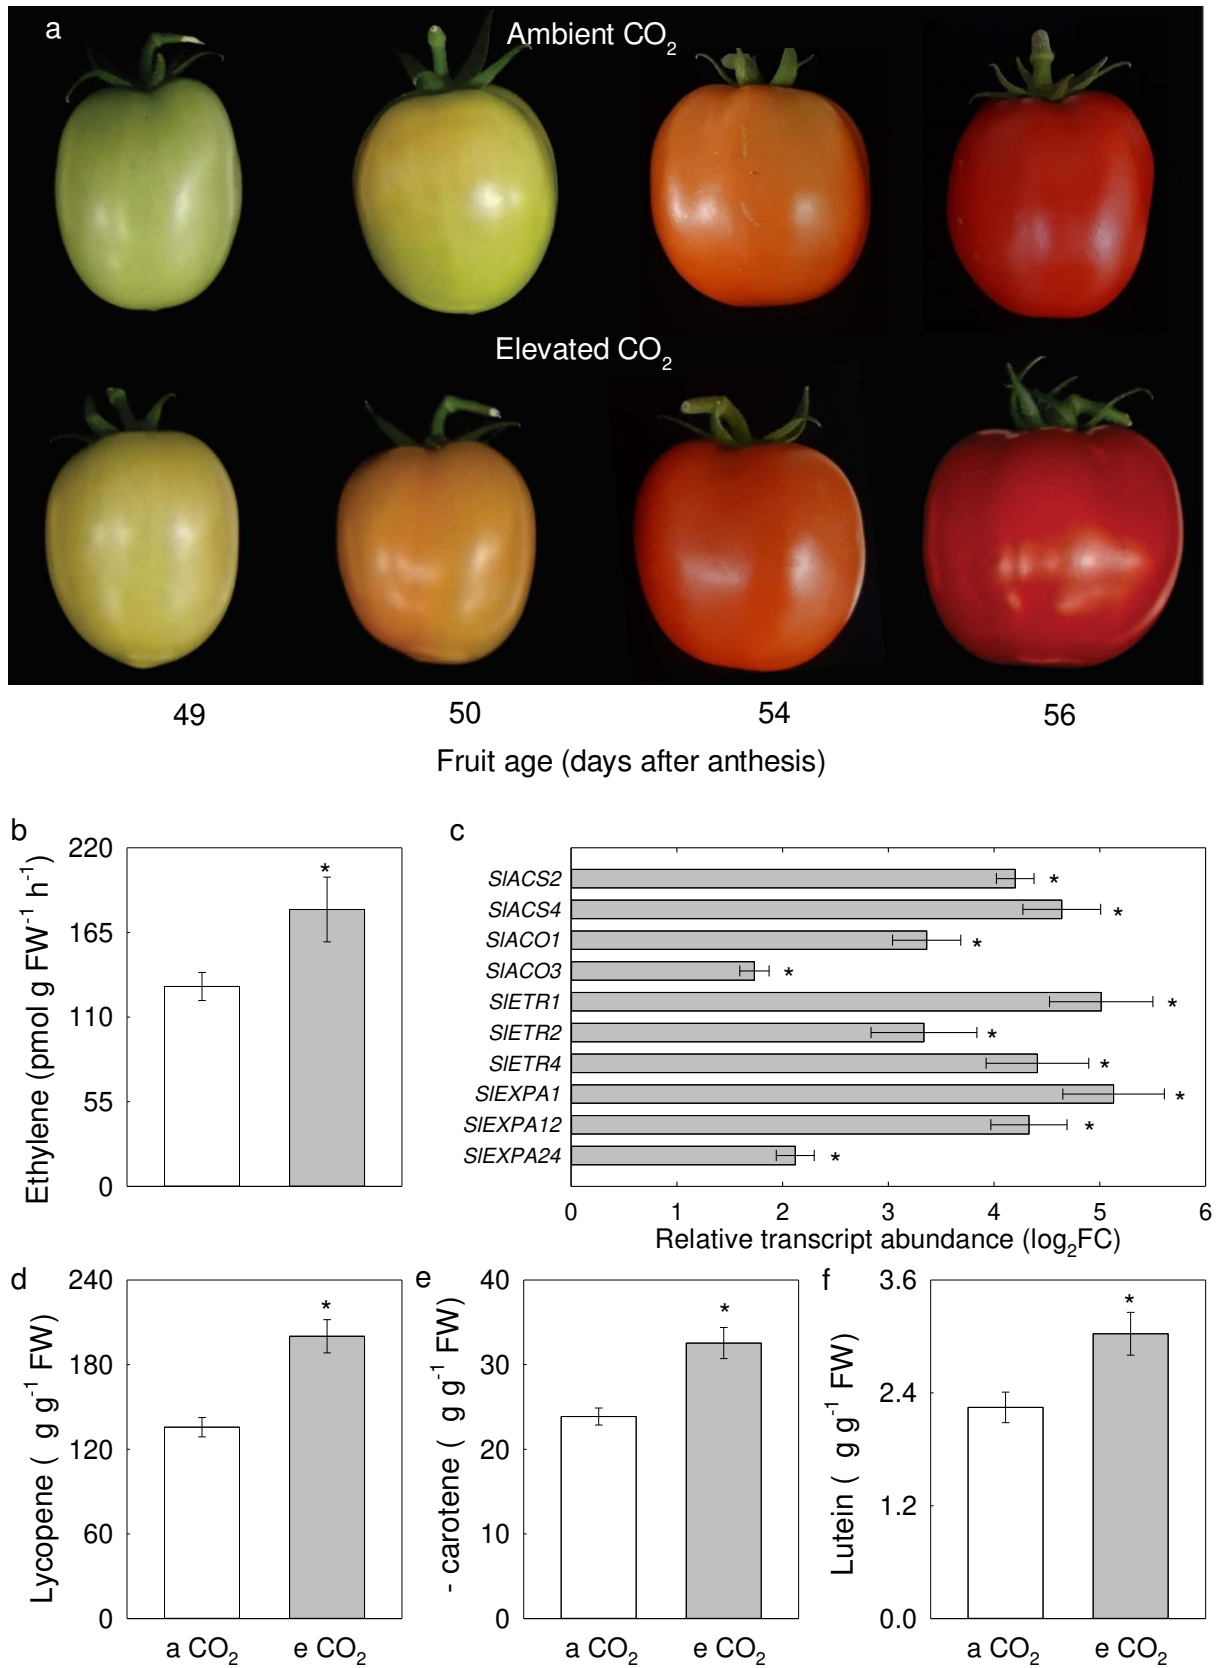 a
Ambient CO₂
Elevated CO₂
49 50 54 56
Fruit age (days after anthesis)
b
220
165
110
55
0
Ethylene (pmol g FW⁻¹ h⁻¹)
*
c
SlACS2 *
SlACS4 *
SlACO1 *
SlACO3 *
SlETR1 *
SlETR2 *
SlETR4 *
SlEXPA1 *
SlEXPA12 *
SlEXPA24 *
0 1 2 3 4 5 6
Relative transcript abundance (log₂FC)
d
240
180
120
60
0
Lycopene ( g g⁻¹ FW)
*
a CO₂ e CO₂
e
40
30
20
10
0
- carotene ( g g⁻¹ FW)
*
a CO₂ e CO₂
f
3.6
2.4
1.2
0.0
Lutein ( g g⁻¹ FW)
*
a CO₂ e CO₂